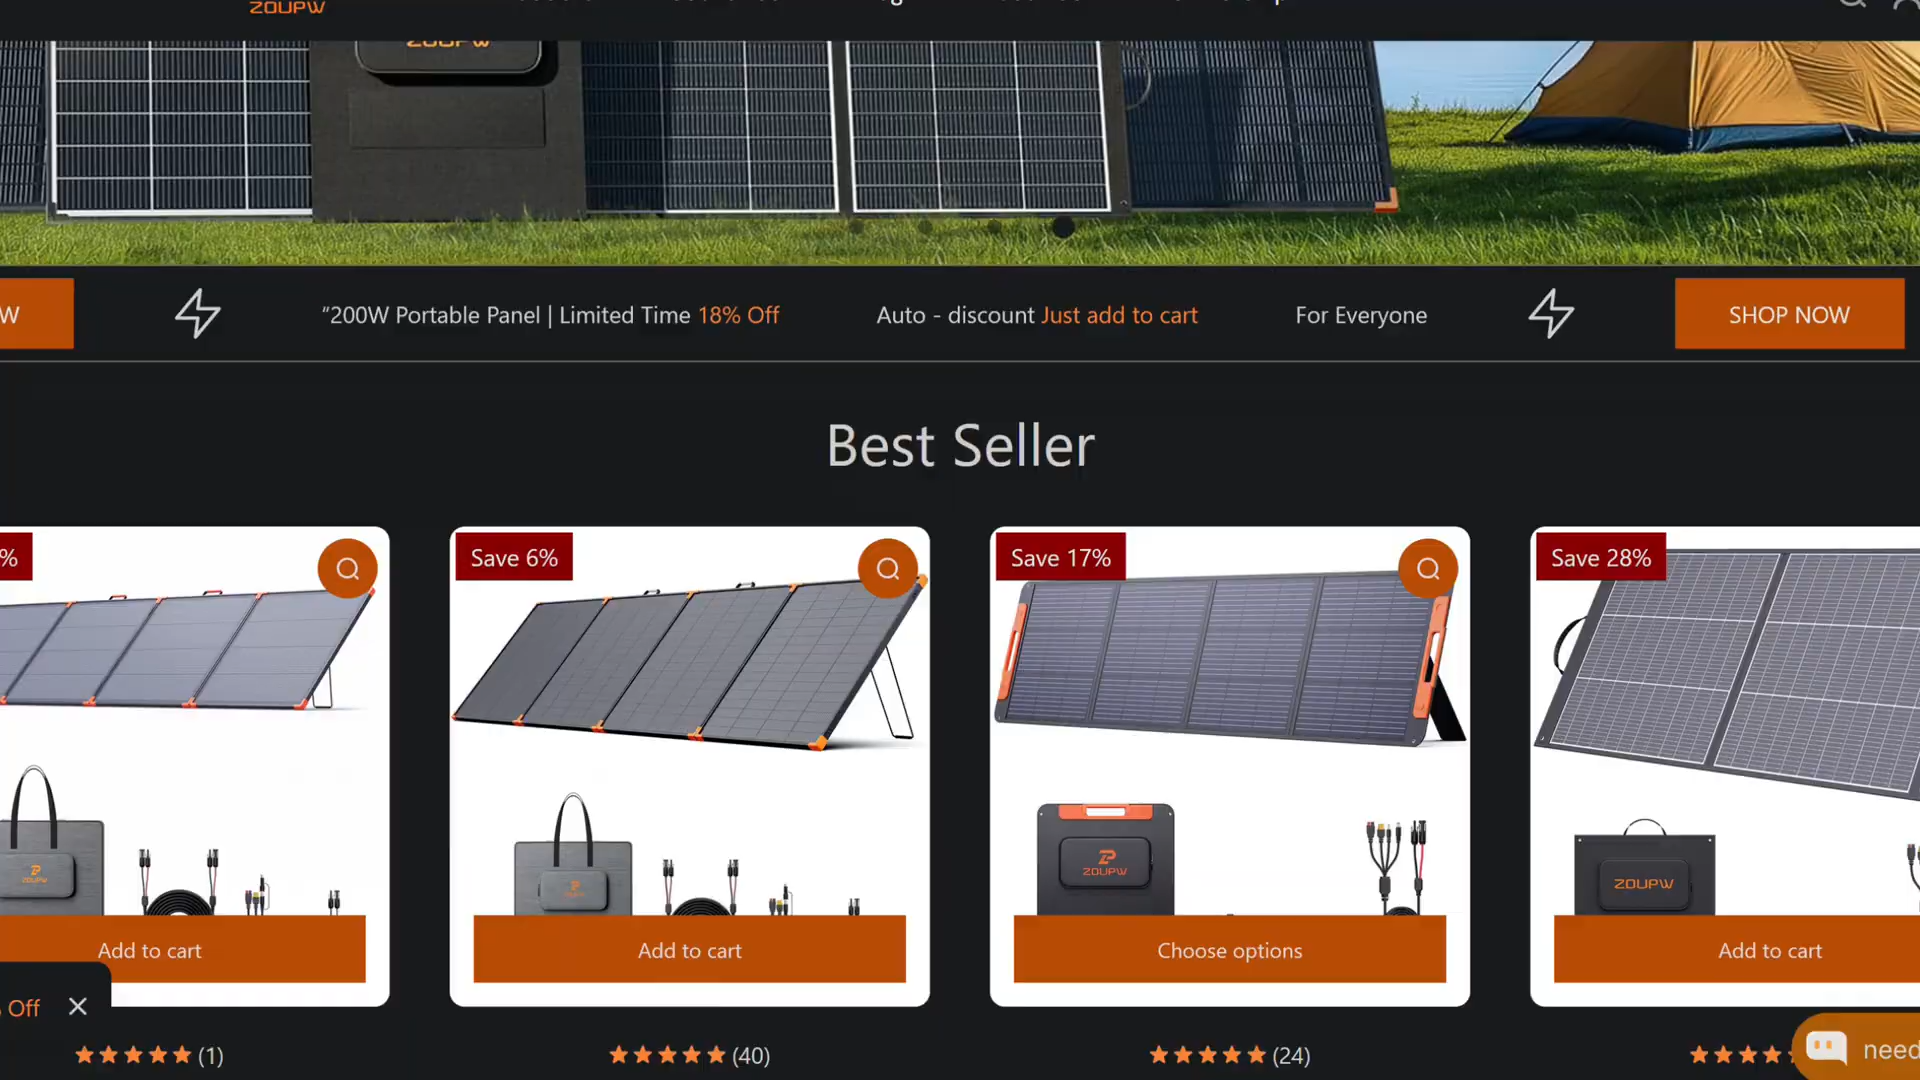 ZOUPW
ZOUPW
W
“200W Portable Panel | Limited Time 18% Off
Auto - discount Just add to cart
For Everyone
SHOP NOW
Best Seller
%
Save 6%
Save 17%
Save 28%
ZOUPW
ZOUPW
ZOUPW
Add to cart
Add to cart
Choose options
Add to cart
Off
(1)
(40)
(24)
need